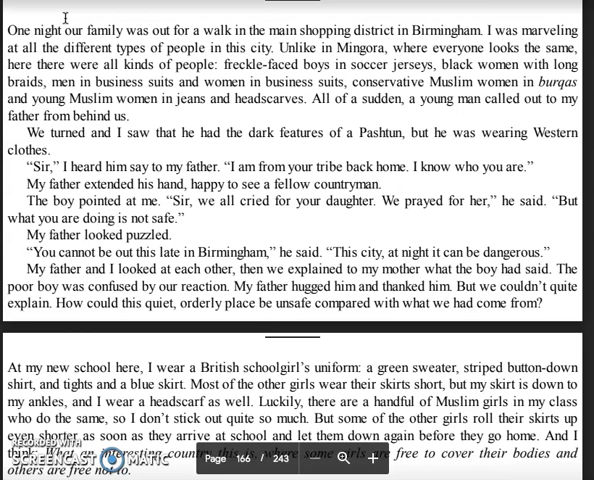 One night our family was out for a walk in the main shopping district in Birmingham. I was marveling
at all the different types of people in this city. Unlike in Mingora, where everyone looks the same,
here there were all kinds of people: freckle-faced boys in soccer jerseys, black women with long
braids, men in business suits and women in business suits, conservative Muslim women in burqas
and young Muslim women in jeans and headscarves. All of a sudden, a young man called out to my
father from behind us.
We turned and I saw that he had the dark features of a Pashtun, but he was wearing Western
clothes.
“Sir,” I heard him say to my father. “I am from your tribe back home. I know who you are.”
My father extended his hand, happy to see a fellow countryman.
The boy pointed at me. “Sir, we all cried for your daughter. We prayed for her,” he said. “But
what you are doing is not safe.”
My father looked puzzled.
“You cannot be out this late in Birmingham,” he said. “This city, at night it can be dangerous.”
My father and I looked at each other, then we explained to my mother what the boy had said. The
poor boy was confused by our reaction. My father hugged him and thanked him. But we couldn’t quite
explain. How could this quiet, orderly place be unsafe compared with what we had come from?
At my new school here, I wear a British schoolgirl’s uniform: a green sweater, striped button-down
shirt, and tights and a blue skirt. Most of the other girls wear their skirts short, but my skirt is down to
my ankles, and I wear a headscarf as well. Luckily, there are a handful of Muslim girls in my class
who do the same, so I don’t stick out quite so much. But some of the other girls roll their skirts up
even shorter as soon as they arrive at school and let them down again before they go home. And I
think: What an interesting country this is, where some girls are free to cover their bodies and
others are free not to.
RECORDED WITH
SCREENCAST MATIC
Page 166 / 243